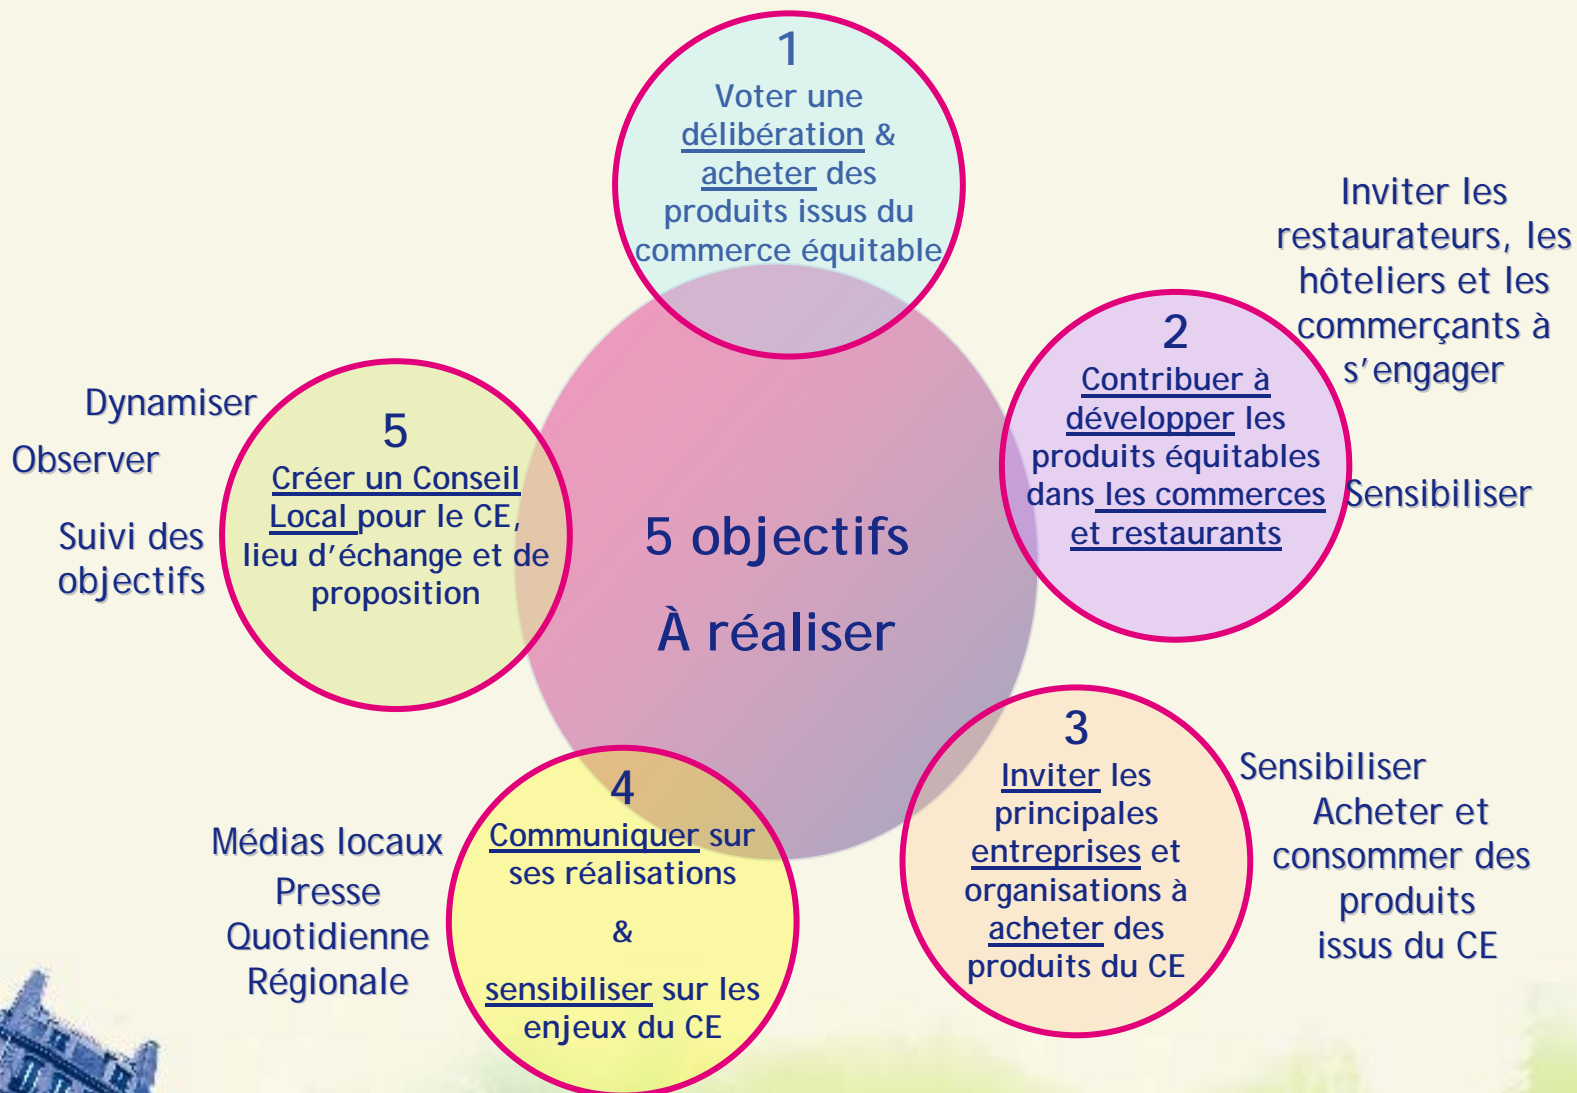 1
Voter une
délibération &
acheter des
produits issus du
commerce équitable
Inviter les
restaurateurs, les
hôteliers et les
commerçants à
s'engager
2
Contribuer à
développer les
produits équitables
dans les commerces
et restaurants
Sensibiliser
Dynamiser
Observer
Suivi des
objectifs
5
Créer un Conseil
Local pour le CE,
lieu d'échange et de
proposition
5 objectifs
À réaliser
3
Inviter les
principales
entreprises et
organisations à
acheter des
produits du CE
Sensibiliser
Acheter et
consommer des
produits
issus du CE
4
Communiquer sur
ses réalisations
&
sensibiliser sur les
enjeux du CE
Médias locaux
Presse
Quotidienne
Régionale